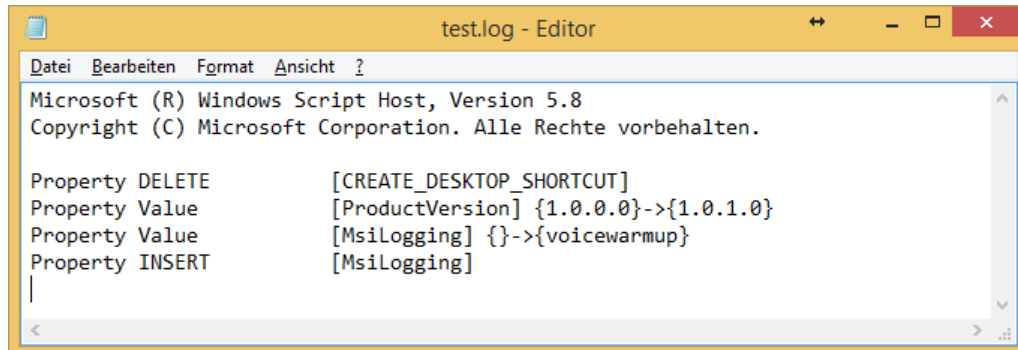 test.log - Editor
Datei Bearbeiten Format Ansicht ?
Microsoft (R) Windows Script Host, Version 5.8
Copyright (C) Microsoft Corporation. Alle Rechte vorbehalten.
Property DELETE [CREATE_DESKTOP_SHORTCUT]
Property Value [ProductVersion] {1.0.0.0}->{1.0.1.0}
Property Value [MsiLogging] {}->{voicewarmup}
Property INSERT [MsiLogging]